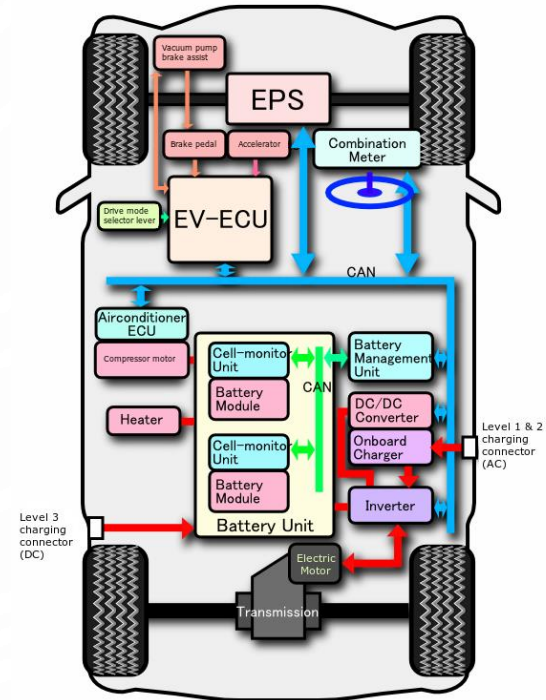 Vacuum pump
brake assist
EPS
Brake pedal
Accelerator
Combination
Meter
Drive mode
selector lever
EV-ECU
CAN
Airconditioner
ECU
Compressor motor
Cell-monitor
Unit
Battery
Module
CAN
Battery
Management
Unit
Heater
DC/DC
Converter
Onboard
Charger
Level 1 & 2
charging
connector
(AC)
Cell-monitor
Unit
Battery
Module
Inverter
Battery Unit
Level 3
charging
connector
(DC)
Electric
Motor
Transmission